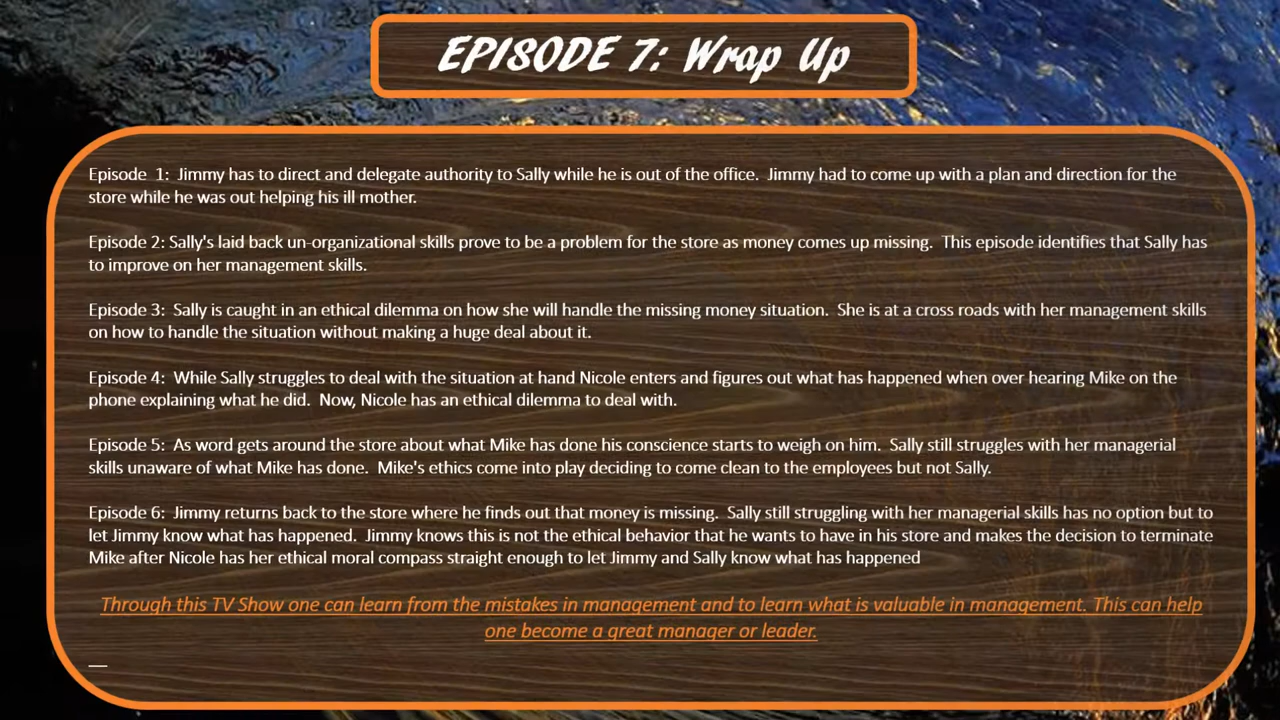 EPISODE 7: Wrap Up
Episode  1:  Jimmy has to direct and delegate authority to Sally while he is out of the office.  Jimmy had to come up with a plan and direction for the
store while he was out helping his ill mother.
Episode 2: Sally's laid back un-organizational skills prove to be a problem for the store as money comes up missing.  This episode identifies that Sally has
to improve on her management skills.
Episode 3:  Sally is caught in an ethical dilemma on how she will handle the missing money situation.  She is at a cross roads with her management skills
on how to handle the situation without making a huge deal about it.
Episode 4:  While Sally struggles to deal with the situation at hand Nicole enters and figures out what has happened when over hearing Mike on the
phone explaining what he did.  Now, Nicole has an ethical dilemma to deal with.
Episode 5:  As word gets around the store about what Mike has done his conscience starts to weigh on him.  Sally still struggles with her managerial
skills unaware of what Mike has done.  Mike's ethics come into play deciding to come clean to the employees but not Sally.
Episode 6:  Jimmy returns back to the store where he finds out that money is missing.  Sally still struggling with her managerial skills has no option but to
let Jimmy know what has happened.  Jimmy knows this is not the ethical behavior that he wants to have in his store and makes the decision to terminate
Mike after Nicole has her ethical moral compass straight enough to let Jimmy and Sally know what has happened
Through this TV Show one can learn from the mistakes in management and to learn what is valuable in management. This can help
one become a great manager or leader.